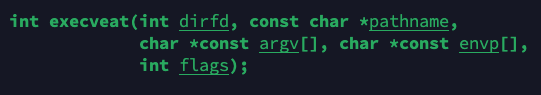 int execveat(int dirfd, const char *pathname,
char *const argv[], char *const envp[],
int flags);